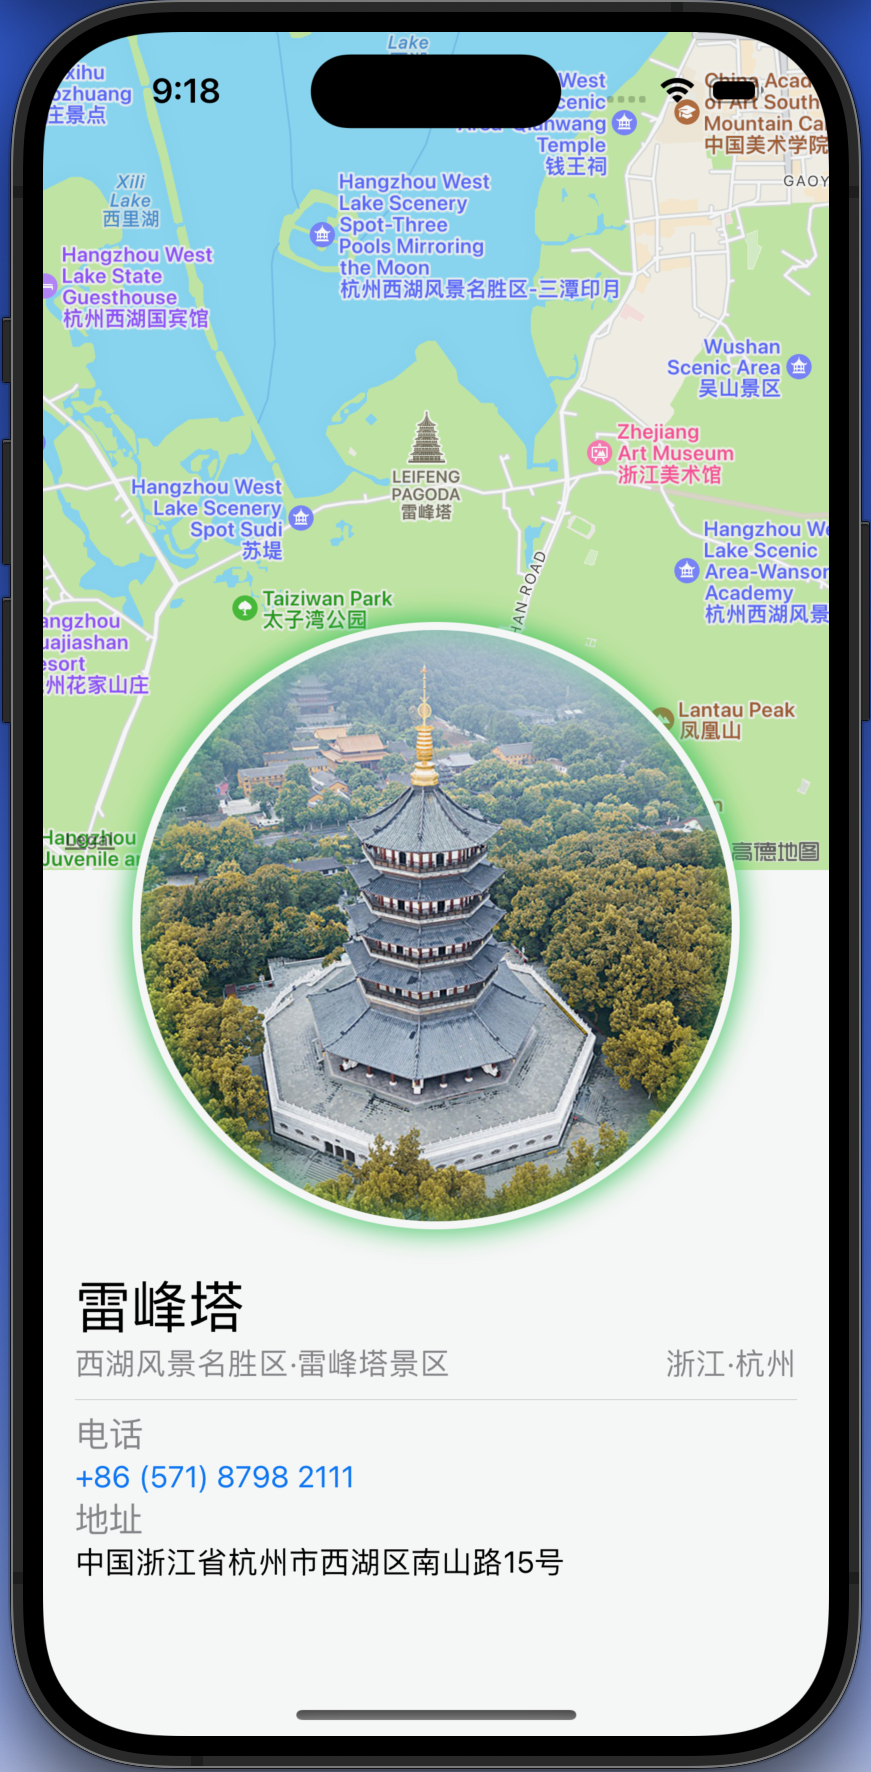 9:18
Lake
xihu
ozhuang
庄景点
West
cenic
Qianwang
Temple
钱王祠
China Acad
of Art South
Mountain Ca
中国美术学院
GAOY
Xili
Lake
西里湖
Hangzhou West
Lake Scenery
Spot-Three
Pools Mirroring
the Moon
杭州西湖风景名胜区-三潭印月
Hangzhou West
Lake State
Guesthouse
杭州西湖国宾馆
Wushan
Scenic Area
吴山景区
Zhejiang
Art Museum
浙江美术馆
LEIFENG
PAGODA
雷峰塔
Hangzhou West
Lake Scenery
Spot Sudi
苏堤
Hangzhou We
Lake Scenic
Area-Wanson
Academy
杭州西湖风景
HAN ROAD
Taiziwan Park
太子湾公园
angzhou
uajiashan
esort
州花家山庄
Lantau Peak
凤凰山
Hangzhou
Juvenile an
Legal
高德地图
雷峰塔
西湖风景名胜区·雷峰塔景区
浙江·杭州
电话
+86 (571) 8798 2111
地址
中国浙江省杭州市西湖区南山路15号